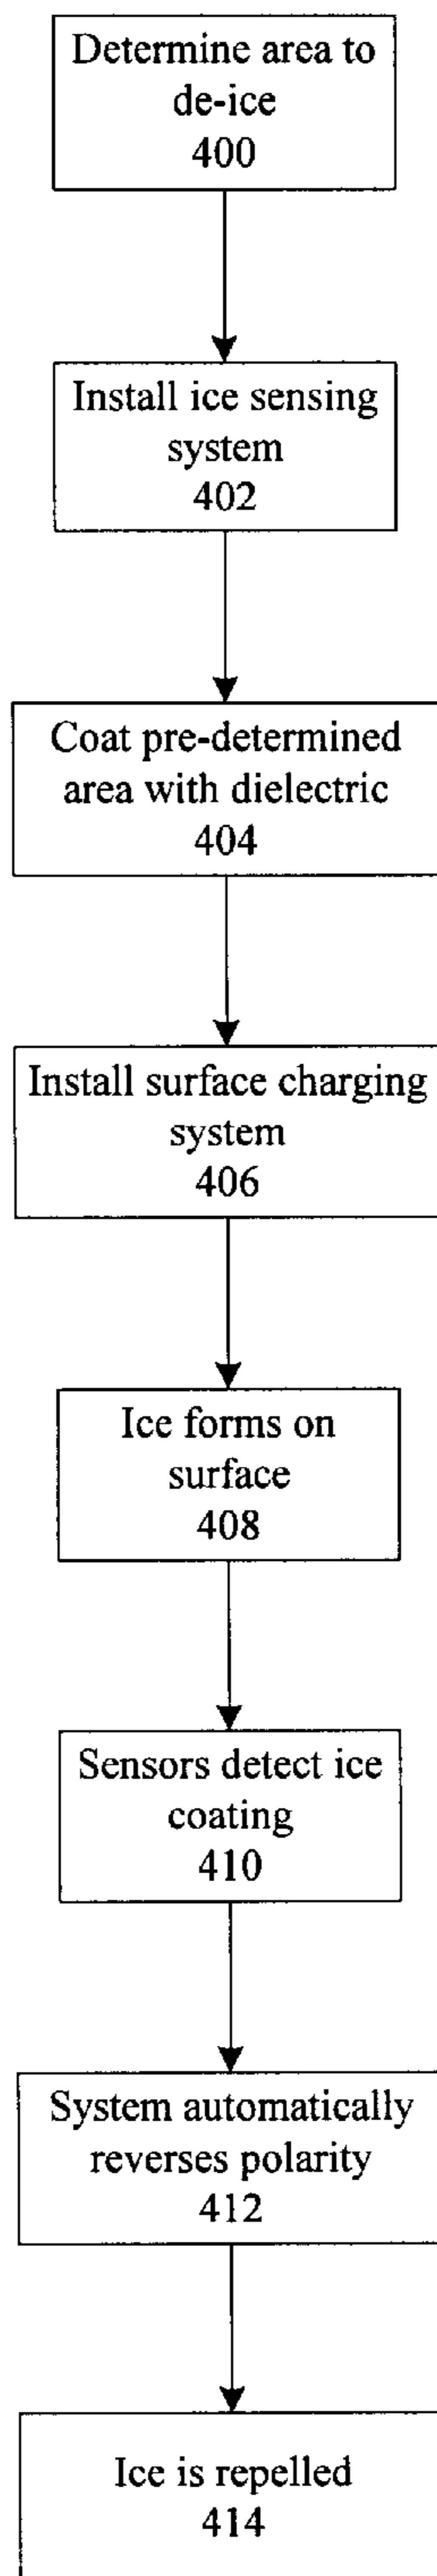 Determine area to
de-ice
400
Install ice sensing
system
402
Coat pre-determined
area with dielectric
404
Install surface charging
system
406
Ice forms on
surface
408
Sensors detect ice
coating
410
System automatically
reverses polarity
412
Ice is repelled
414